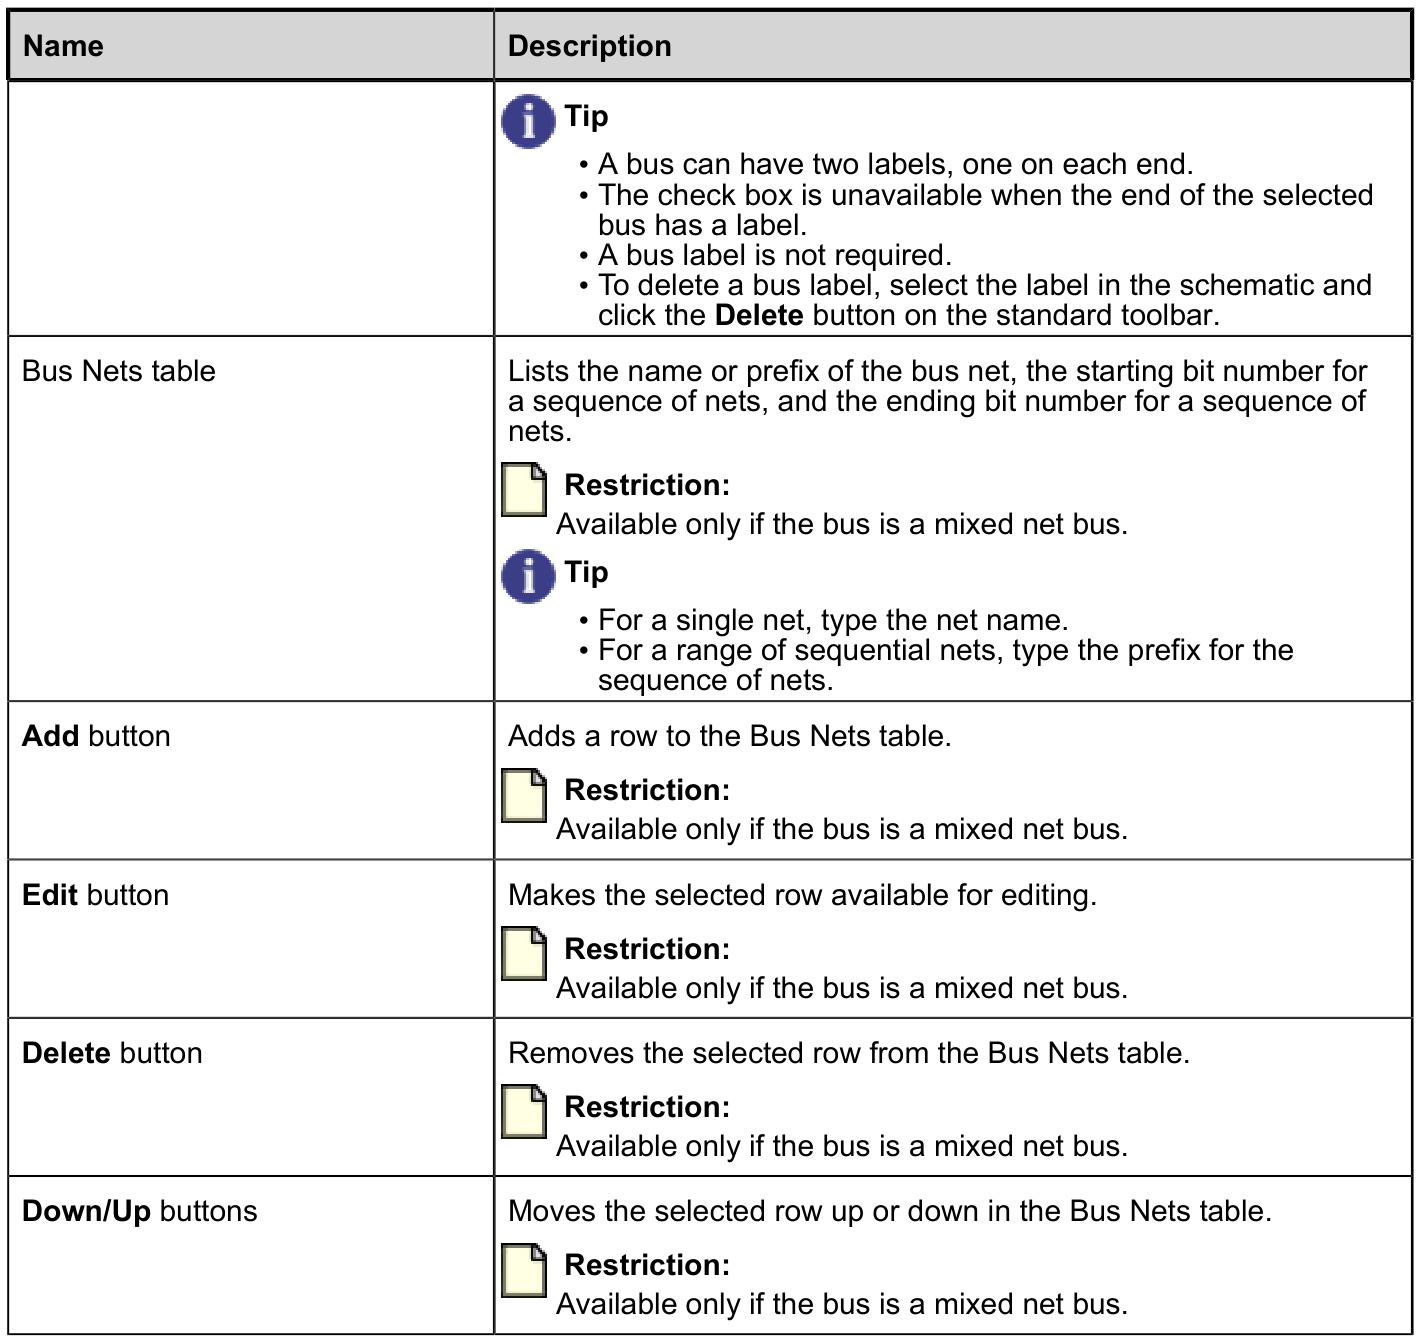 Name
Description
Tip
• A bus can have two labels, one on each end.
• The check box is unavailable when the end of the selected
bus has a label.
• A bus label is not required.
• To delete a bus label, select the label in the schematic and
click the Delete button on the standard toolbar.
Bus Nets table
Lists the name or prefix of the bus net, the starting bit number for
a sequence of nets, and the ending bit number for a sequence of
nets.
Restriction:
Available only if the bus is a mixed net bus.
Tip
• For a single net, type the net name.
• For a range of sequential nets, type the prefix for the
sequence of nets.
Add button
Adds a row to the Bus Nets table.
Restriction:
Available only if the bus is a mixed net bus.
Edit button
Makes the selected row available for editing.
Restriction:
Available only if the bus is a mixed net bus.
Delete button
Removes the selected row from the Bus Nets table.
Restriction:
Available only if the bus is a mixed net bus.
Down/Up buttons
Moves the selected row up or down in the Bus Nets table.
Restriction:
Available only if the bus is a mixed net bus.